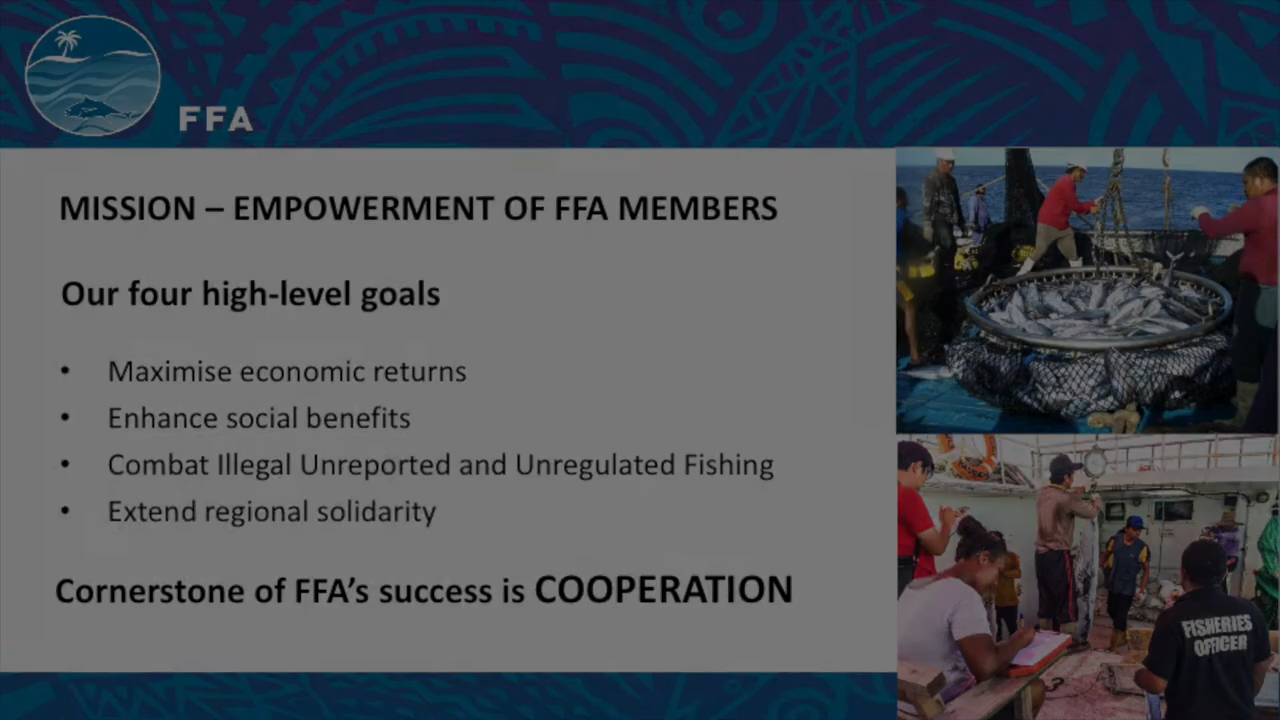 FFA
MISSION – EMPOWERMENT OF FFA MEMBERS
Our four high-level goals
• Maximise economic returns
• Enhance social benefits
• Combat Illegal Unreported and Unregulated Fishing
• Extend regional solidarity
Cornerstone of FFA’s success is COOPERATION
FISHERIES
OFFICER